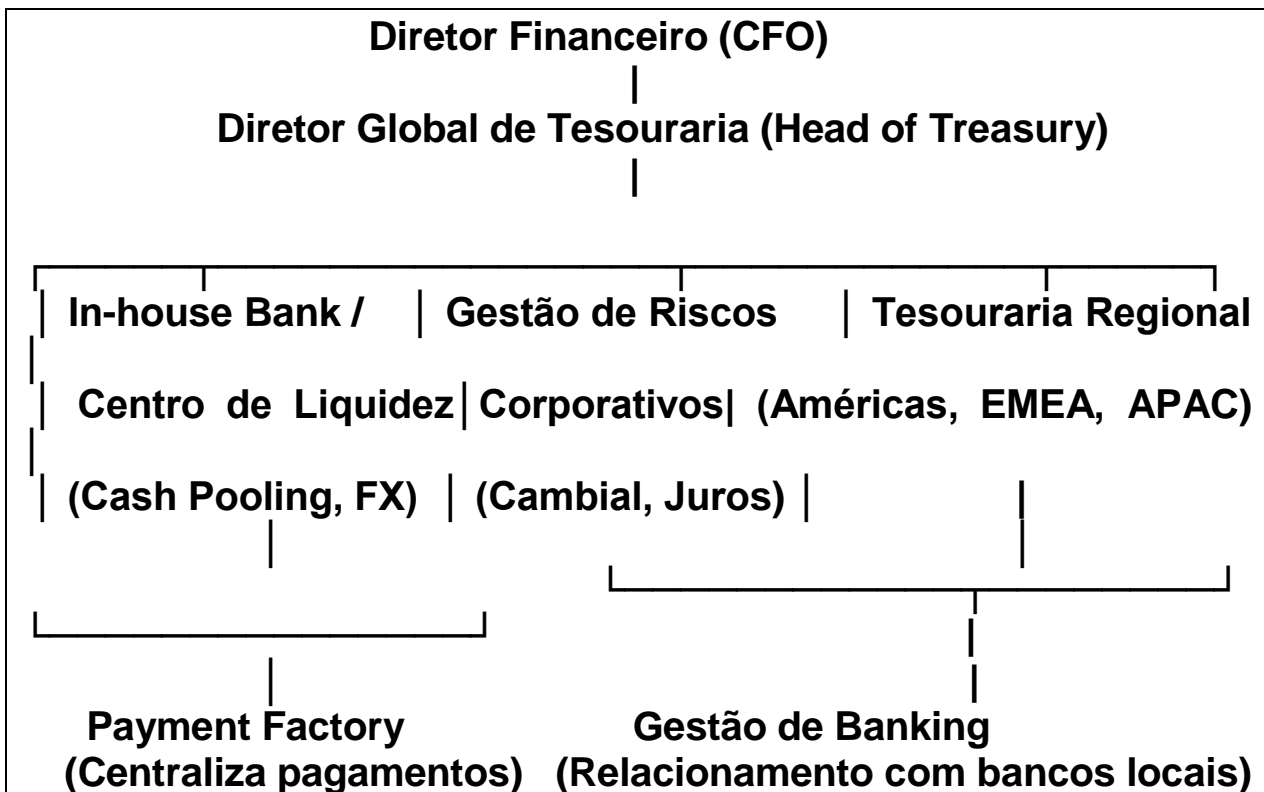 Diretor Financeiro (CFO)
|
Diretor Global de Tesouraria (Head of Treasury)
|
┌──────┬─────────────────┬─────────────┬──────┐
│ In-house Bank / │ Gestão de Riscos │ Tesouraria Regional
│
│ Centro de Liquidez│Corporativos| (Américas, EMEA, APAC)
│
│ (Cash Pooling, FX) │ (Cambial, Juros) │ |
│ │
└─────────────┬─────────┘
└────────────────┘ |
│ |
Payment Factory Gestão de Banking
(Centraliza pagamentos) (Relacionamento com bancos locais)